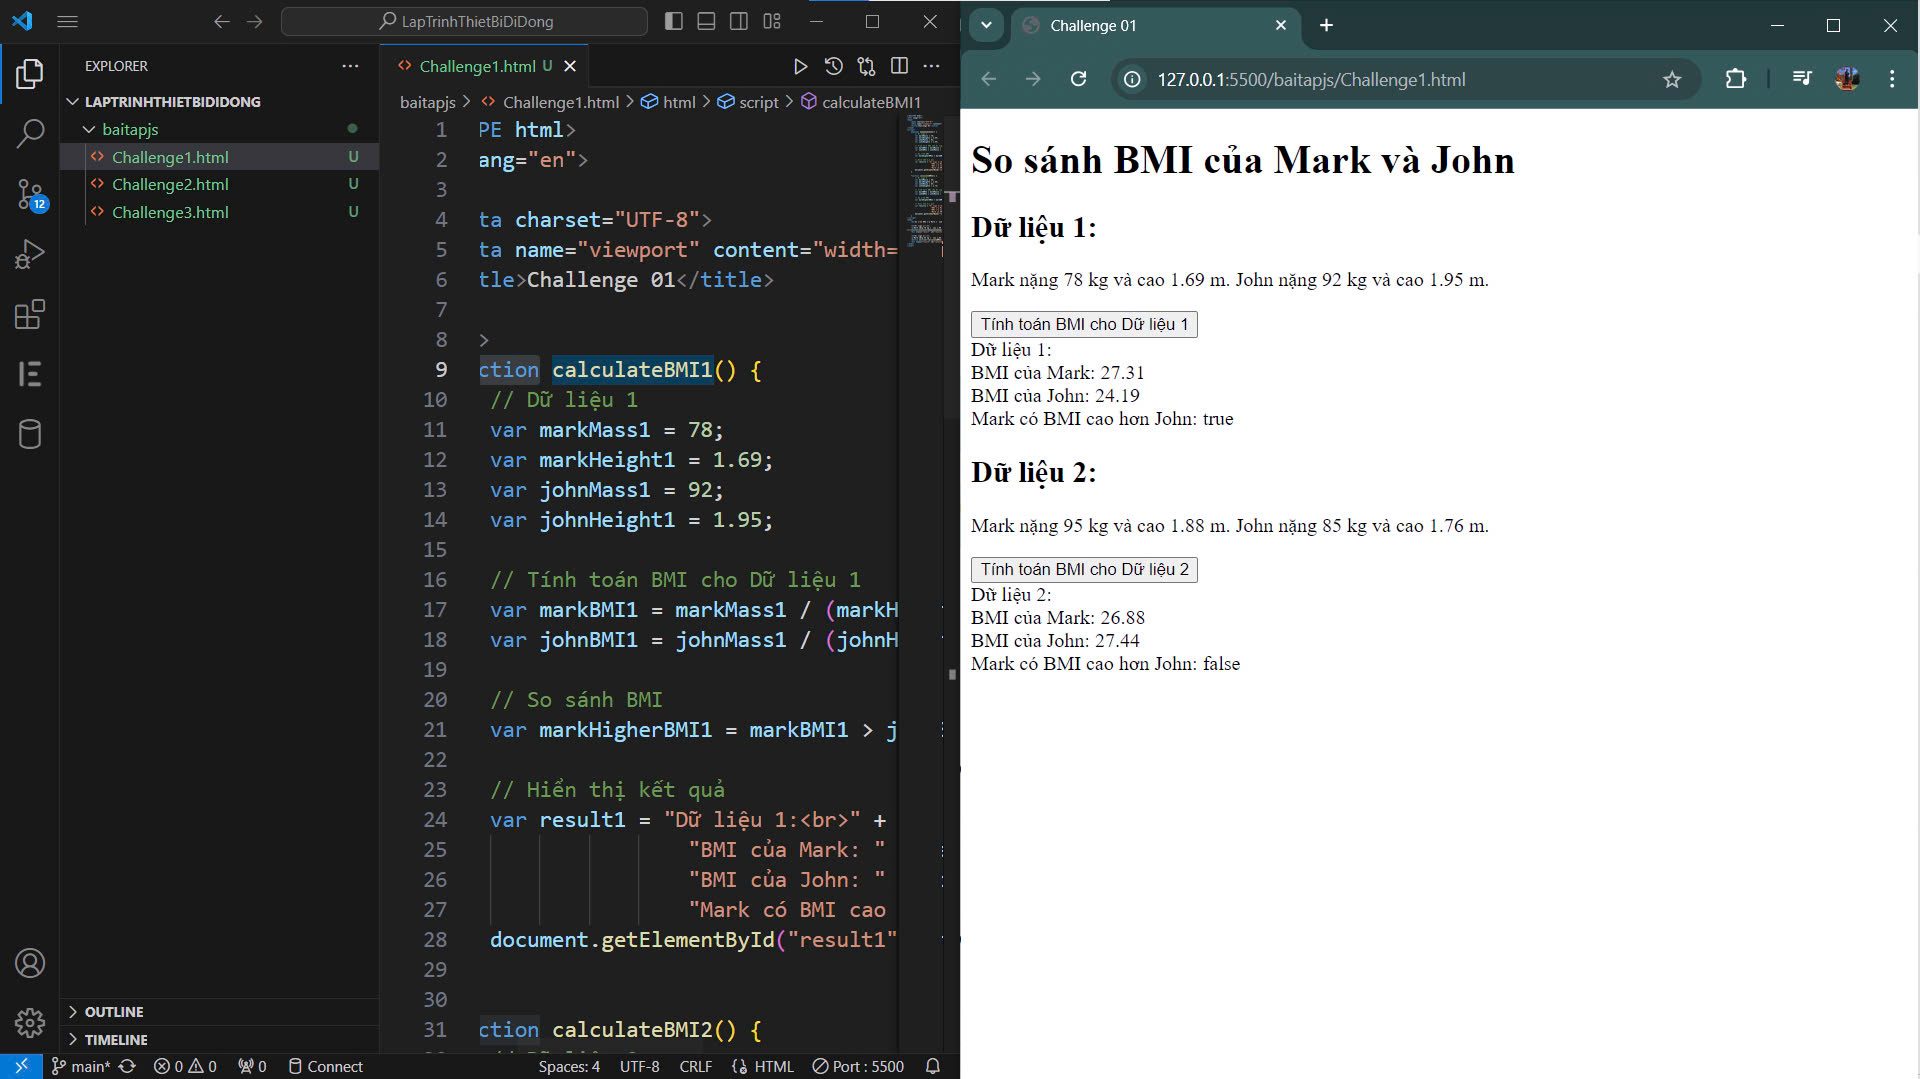 LapTrinhThietBiDiDong
EXPLORER
LAPTRINHTHIETBIDIDONG
baitapjs
Challenge1.html U
Challenge2.html U
Challenge3.html U
12
OUTLINE
TIMELINE
Challenge1.html U
baitapjs > Challenge1.html > html > script > calculateBMI1
1 PE html>
2 ang="en">
3
4 ta charset="UTF-8">
5 ta name="viewport" content="width=
6 tle>Challenge 01</title>
7
8 >
9 ction calculateBMI1() {
10 // Dữ liệu 1
11 var markMass1 = 78;
12 var markHeight1 = 1.69;
13 var johnMass1 = 92;
14 var johnHeight1 = 1.95;
15
16 // Tính toán BMI cho Dữ liệu 1
17 var markBMI1 = markMass1 / (markH
18 var johnBMI1 = johnMass1 / (johnH
19
20 // So sánh BMI
21 var markHigherBMI1 = markBMI1 > j
22
23 // Hiển thị kết quả
24 var result1 = "Dữ liệu 1:<br>" +
25 "BMI của Mark: "
26 "BMI của John: "
27 "Mark có BMI cao
28 document.getElementById("result1"
29
30
31 ction calculateBMI2() {
main* 0 0 0 Connect Spaces: 4 UTF-8 CRLF HTML Port : 5500
Challenge 01
127.0.0.1:5500/baitapjs/Challenge1.html
So sánh BMI của Mark và John
Dữ liệu 1:
Mark nặng 78 kg và cao 1.69 m. John nặng 92 kg và cao 1.95 m.
Tính toán BMI cho Dữ liệu 1
Dữ liệu 1:
BMI của Mark: 27.31
BMI của John: 24.19
Mark có BMI cao hơn John: true
Dữ liệu 2:
Mark nặng 95 kg và cao 1.88 m. John nặng 85 kg và cao 1.76 m.
Tính toán BMI cho Dữ liệu 2
Dữ liệu 2:
BMI của Mark: 26.88
BMI của John: 27.44
Mark có BMI cao hơn John: false